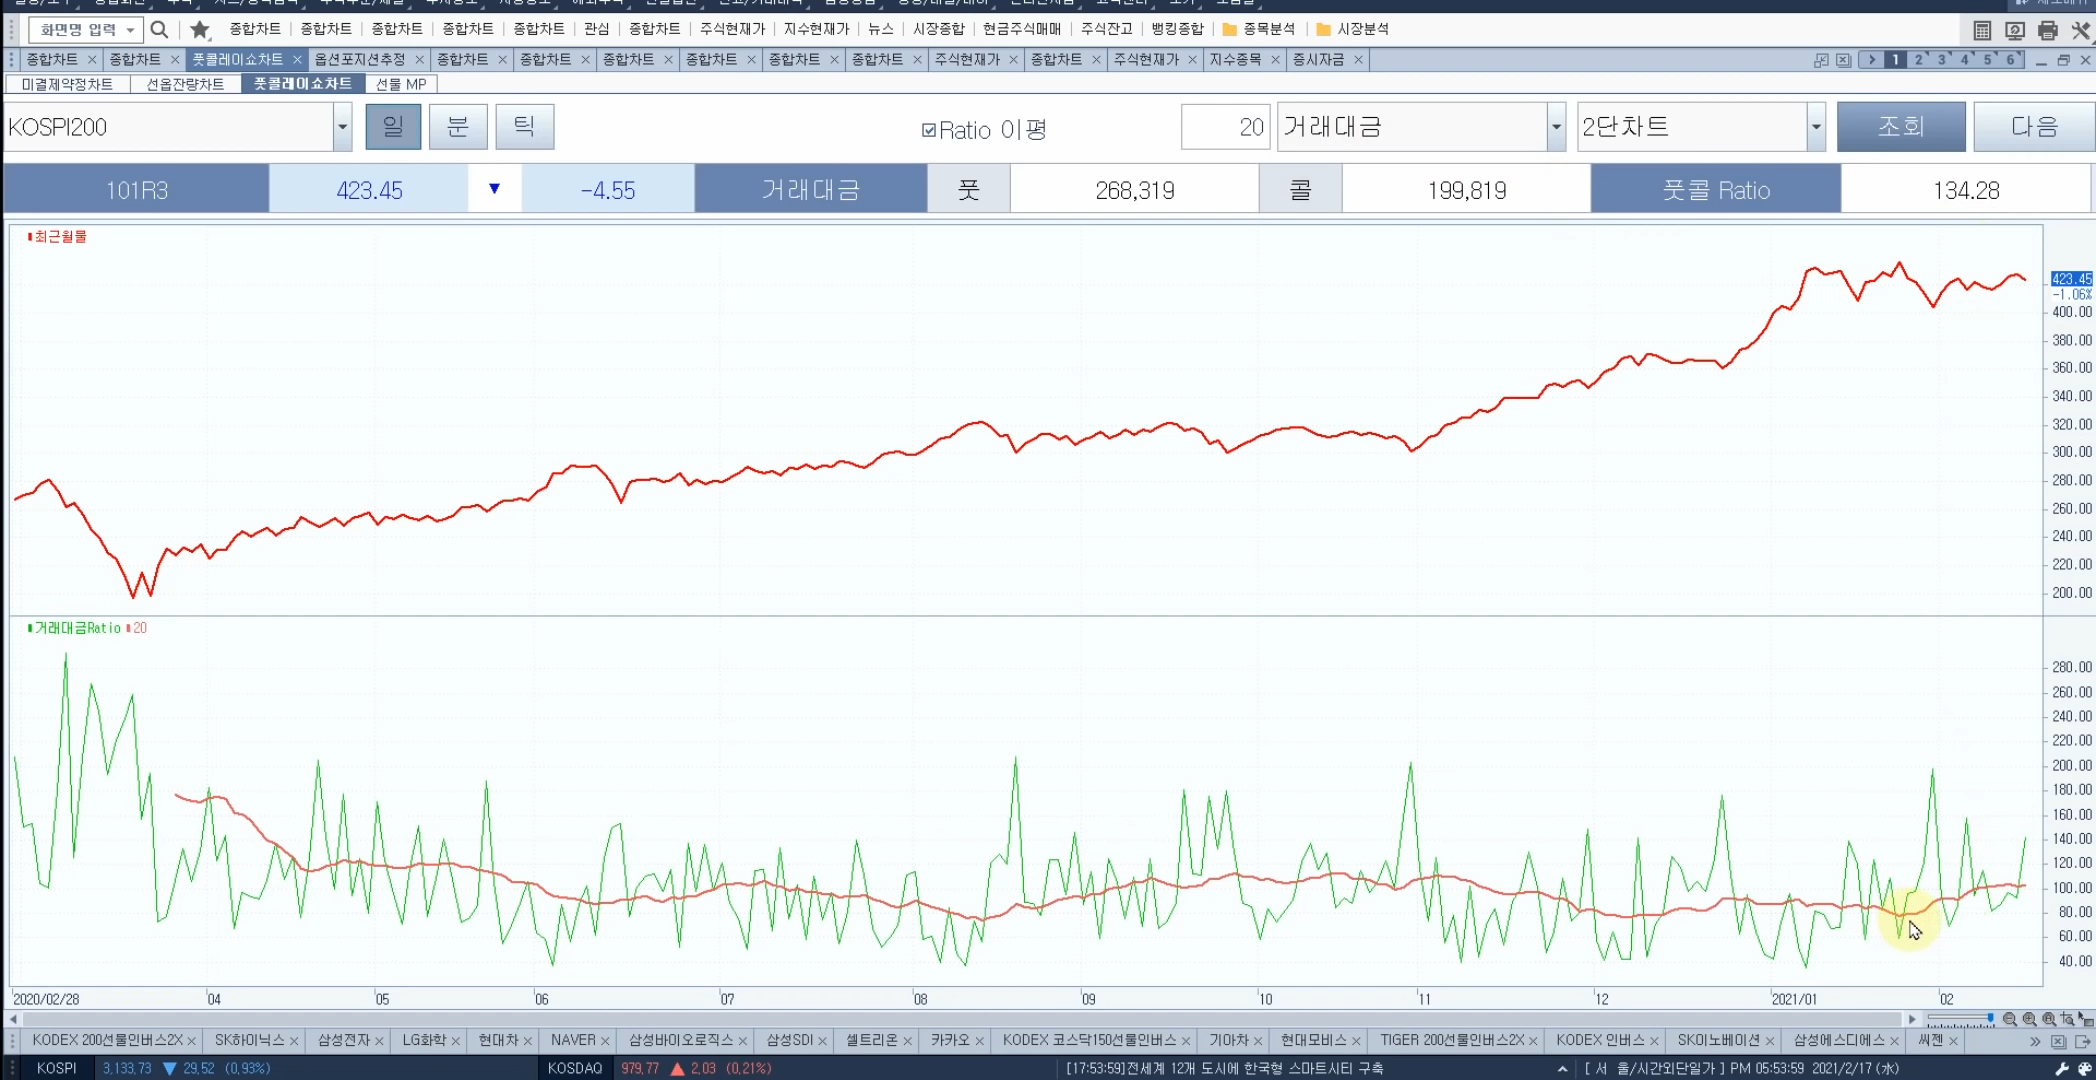 화면명 입력 종합차트 종합차트 종합차트 종합차트 종합차트 관심 종합차트 주식현재가 지수현재가 뉴스 시장종합 현금주식매매 주식잔고 뱅킹종합 종목분석 시장분석
종합차트 종합차트 풋콜레이쇼차트 옵션포지션추정 종합차트 종합차트 종합차트 종합차트 종합차트 종합차트 주식현재가 종합차트 주식현재가 지수종목 증시자금 1 2 3 4 5 6
미결제약정차트 선옵잔량차트 풋콜레이쇼차트 선물 MP
KOSPI200 일 분 틱 Ratio 이평 20 거래대금 2단차트 조회 다음
101R3 423.45 ▼ -4.55 거래대금 풋 268,319 콜 199,819 풋콜 Ratio 134.28
최근월물
423.45
-1.06%
400.00
380.00
360.00
340.00
320.00
300.00
280.00
260.00
240.00
220.00
200.00
거래대금Ratio 20
280.00
260.00
240.00
220.00
200.00
180.00
160.00
140.00
120.00
100.00
80.00
60.00
40.00
2020/02/28 04 05 06 07 08 09 10 11 12 2021/01 02
KODEX 200선물인버스2X SK하이닉스 삼성전자 LG화학 현대차 NAVER 삼성바이오로직스 삼성SDI 셀트리온 카카오 KODEX 코스닥150선물인버스 기아차 현대모비스 TIGER 200선물인버스2X KODEX 인버스 SK이노베이션 삼성에스디에스 씨젠
KOSPI 3,133.73 ▼ 29.52 (0.93%) KOSDAQ 979.77 ▲ 2.03 (0.21%) [17:53:59]전세계 12개 도시에 한국형 스마트시티 구축 [ 서 울/시간외단일가 ] PM 05:53:59 2021/2/17 (水)